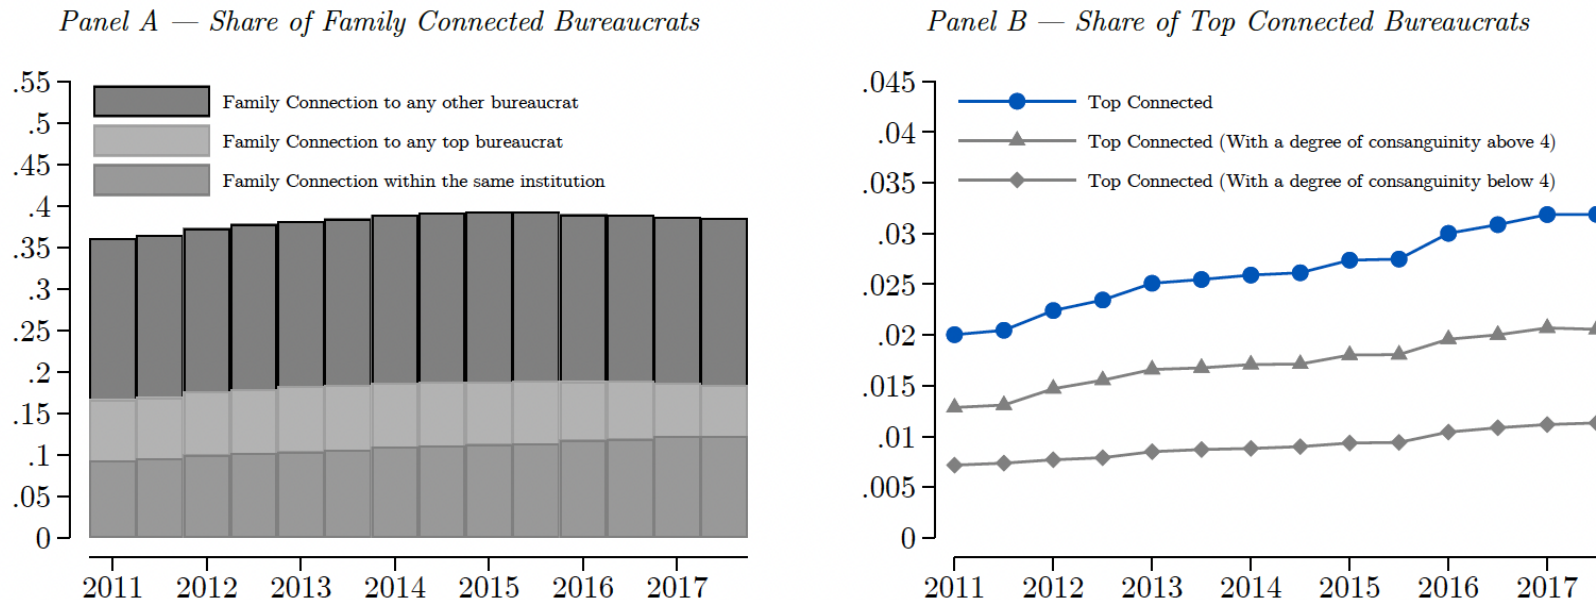 Panel A — Share of Family Connected Bureaucrats
.55
.5
.45
.4
.35
.3
.25
.2
.15
.1
.05
0
Family Connection to any other bureaucrat
Family Connection to any top bureaucrat
Family Connection within the same institution
2011 2012 2013 2014 2015 2016 2017
Panel B — Share of Top Connected Bureaucrats
.045
.04
.035
.03
.025
.02
.015
.01
.005
0
Top Connected
Top Connected (With a degree of consanguinity above 4)
Top Connected (With a degree of consanguinity below 4)
2011 2012 2013 2014 2015 2016 2017